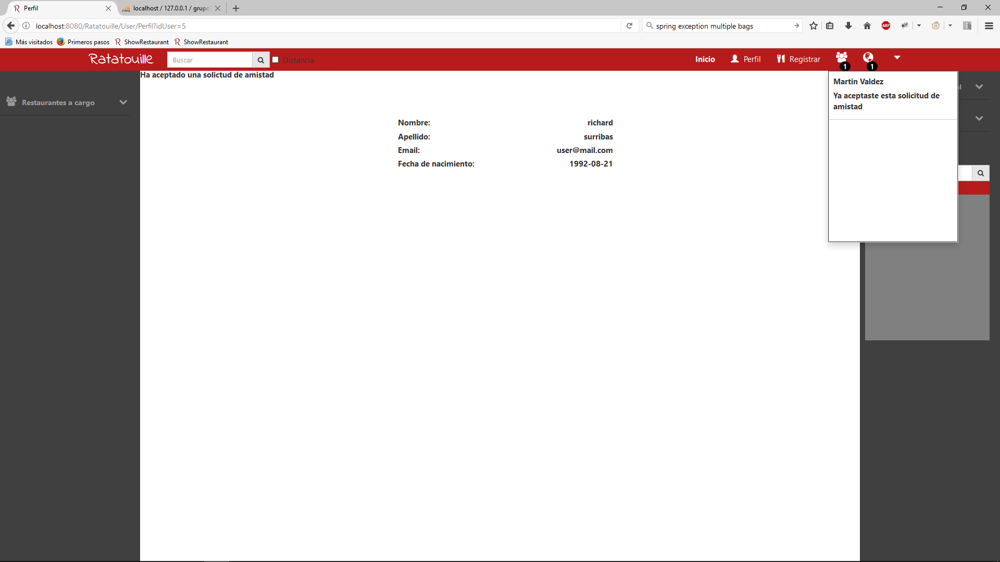 Perfil
localhost / 127.0.0.1 / grupo
localhost:8080/Ratatouille/User/Perfil?idUser=5
spring exception multiple bags
ABP
Más visitados
Primeros pasos
ShowRestaurant
ShowRestaurant
Ratatouille
Buscar
Distancia
Inicio
Perfil
Registrar
1
1
Ha aceptado una solictud de amistad
Restaurantes a cargo
Martin Valdez
Ya aceptaste esta solicitud de
amistad
Nombre: richard
Apellido: surribas
Email: user@mail.com
Fecha de nacimiento: 1992-08-21